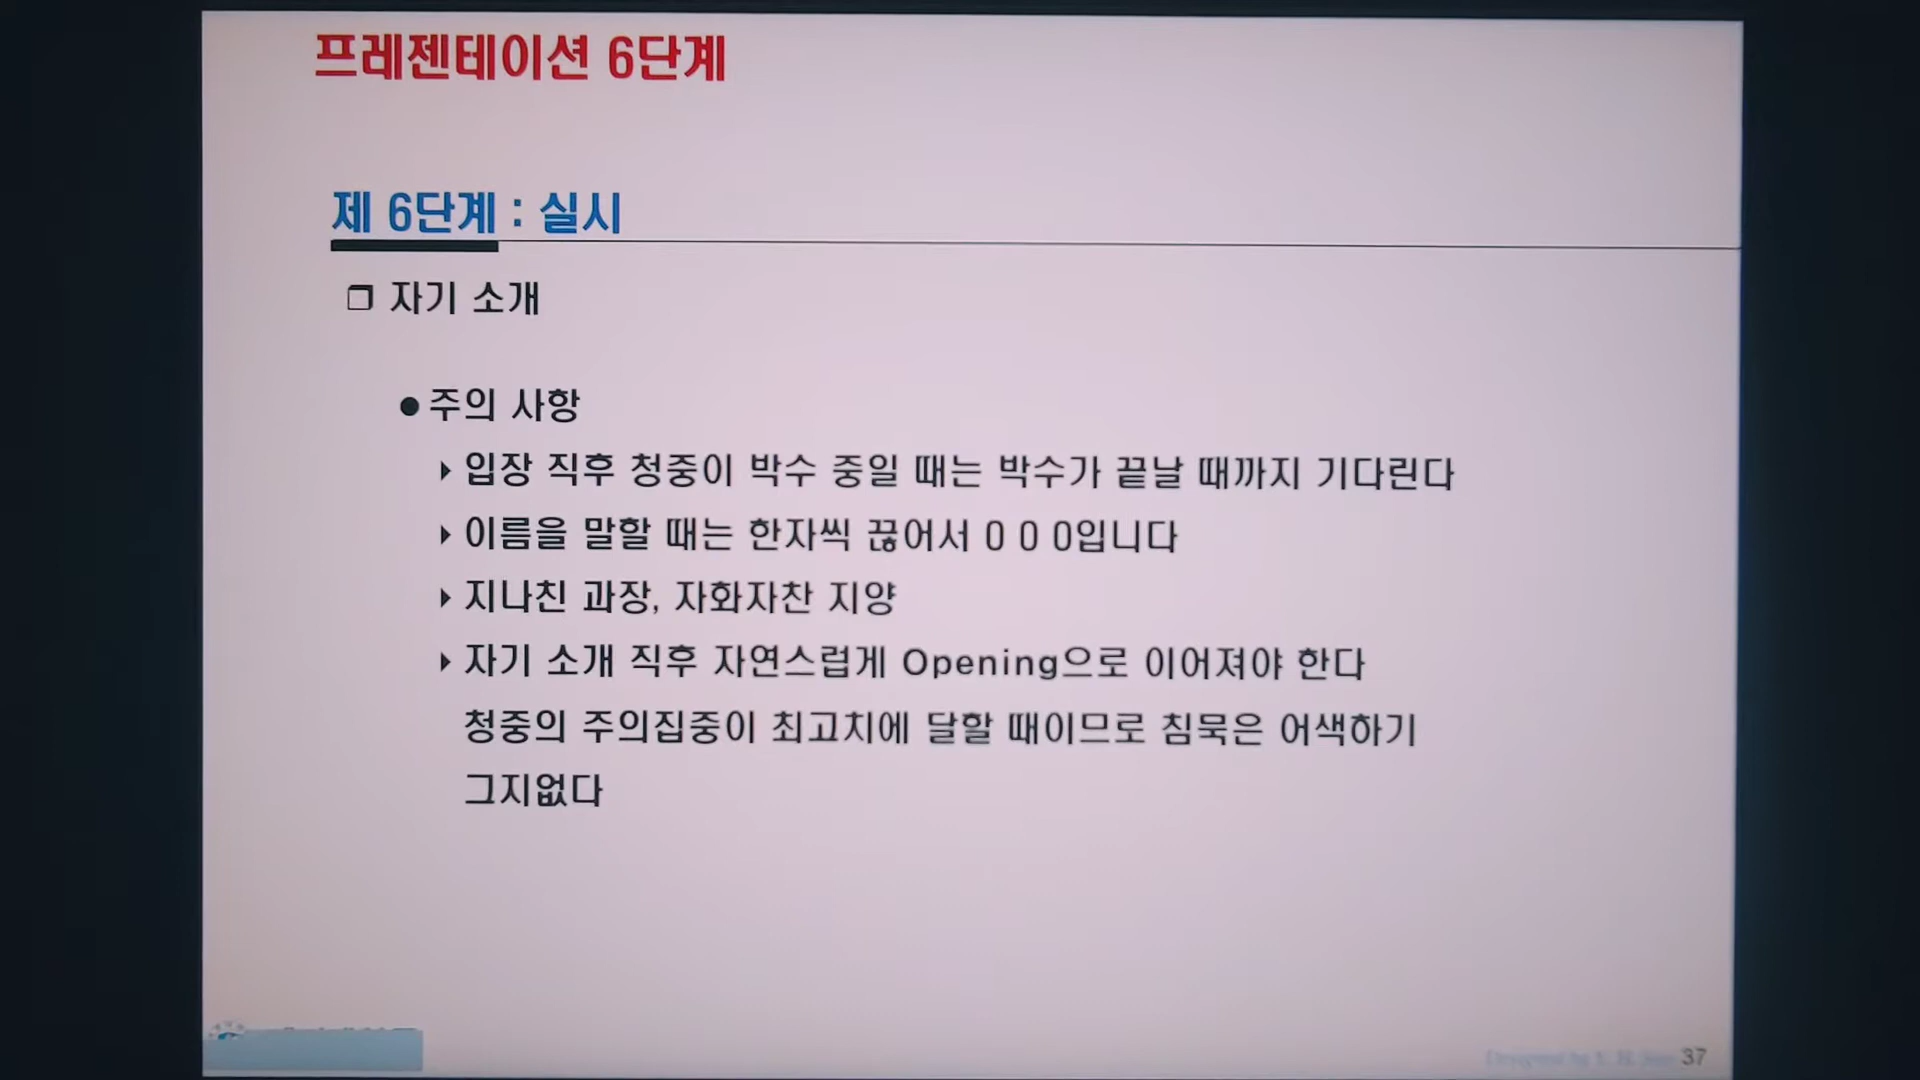 프레젠테이션 6단계
제 6단계 : 실시
❒ 자기 소개
● 주의 사항
▸ 입장 직후 청중이 박수 중일 때는 박수가 끝날 때까지 기다린다
▸ 이름을 말할 때는 한자씩 끊어서 0 0 0입니다
▸ 지나친 과장, 자화자찬 지양
▸ 자기 소개 직후 자연스럽게 Opening으로 이어져야 한다
청중의 주의집중이 최고치에 달할 때이므로 침묵은 어색하기
그지없다
Designed by
37